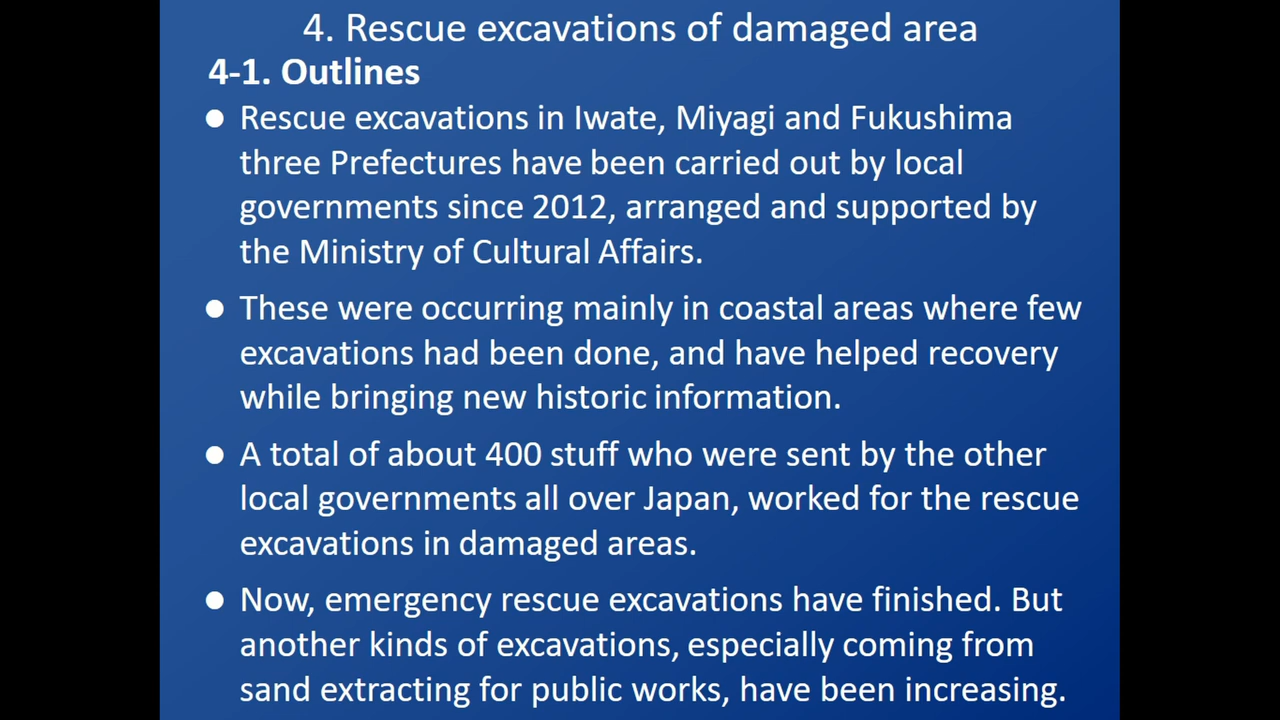 4. Rescue excavations of damaged area
4-1. Outlines
● Rescue excavations in Iwate, Miyagi and Fukushima
three Prefectures have been carried out by local
governments since 2012, arranged and supported by
the Ministry of Cultural Affairs.
● These were occurring mainly in coastal areas where few
excavations had been done, and have helped recovery
while bringing new historic information.
● A total of about 400 stuff who were sent by the other
local governments all over Japan, worked for the rescue
excavations in damaged areas.
● Now, emergency rescue excavations have finished. But
another kinds of excavations, especially coming from
sand extracting for public works, have been increasing.